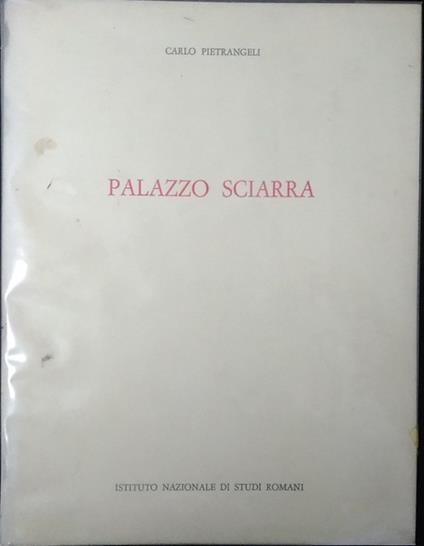 CARLO PIETRANGELI
PALAZZO SCIARRA
ISTITUTO NAZIONALE DI STUDI ROMANI